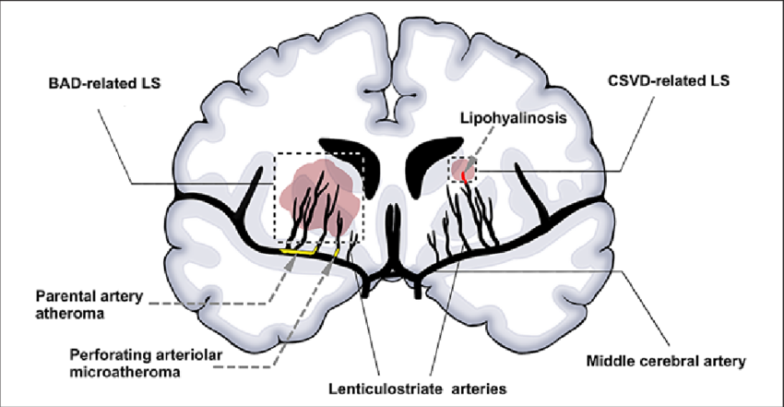 BAD-related LS
CSVD-related LS
Lipohyalinosis
Parental artery
atheroma
Perforating arteriolar
microatheroma
Middle cerebral artery
Lenticulostriate arteries